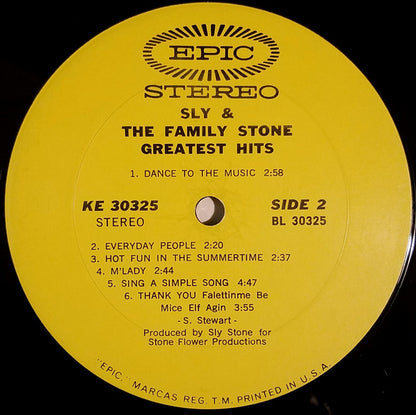 EPIC
STEREO
SLY &
THE FAMILY STONE
GREATEST HITS
1. DANCE TO THE MUSIC 2:58
KE 30325 SIDE 2
STEREO BL 30325
2. EVERYDAY PEOPLE 2:20
3. HOT FUN IN THE SUMMERTIME 2:37
4. M'LADY 2:44
5. SING A SIMPLE SONG 4:47
6. THANK YOU Falettinme Be
Mice Elf Agin 3:55
- S. Stewart -
Produced by Sly Stone for
Stone Flower Productions
"EPIC," MARCAS REG. T.M. PRINTED IN U.S.A.